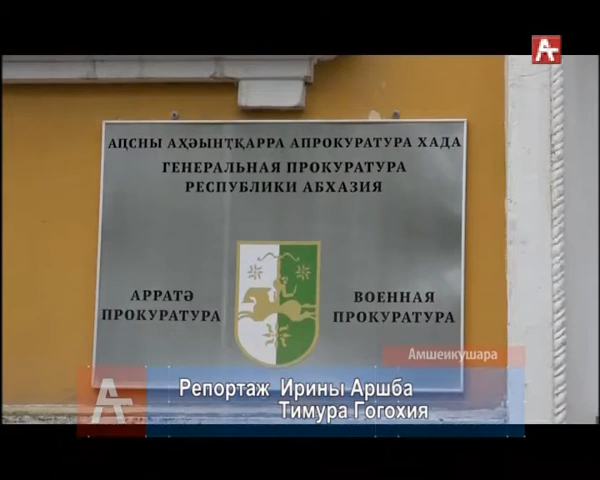 АԤСНЫ АҲӘЫНҬҚАРРА АПРОКУРАТУРА ХАДА
ГЕНЕРАЛЬНАЯ ПРОКУРАТУРА
РЕСПУБЛИКИ АБХАЗИЯ
АРРАТӘ
ПРОКУРАТУРА
ВОЕННАЯ
ПРОКУРАТУРА
Амшеикушара
Репортаж Ирины Аршба
Тимура Гогохия